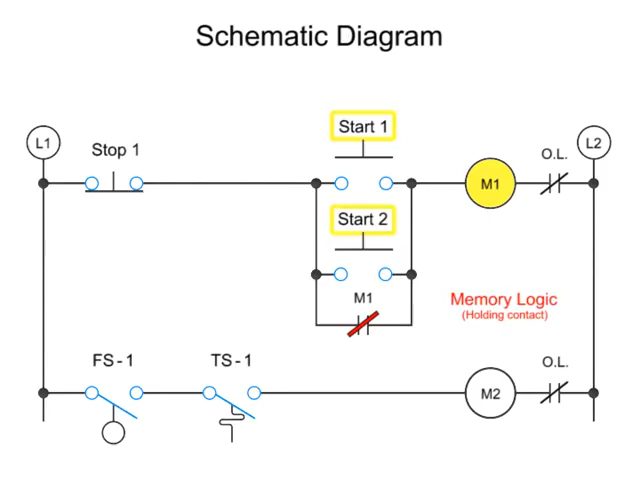 Schematic Diagram
Start 1
L1
Stop 1
O.L.
L2
M1
Start 2
M1
Memory Logic
(Holding contact)
FS-1
TS-1
O.L.
M2